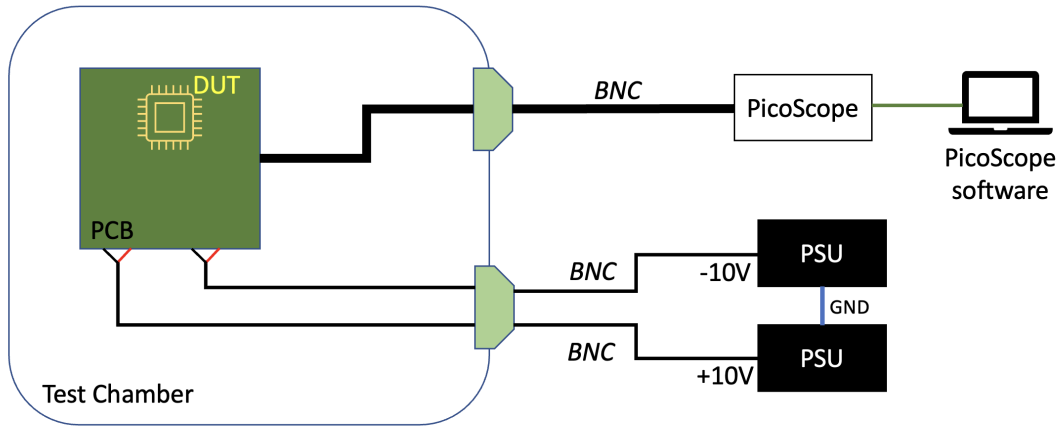 DUT
BNC
PicoScope
PicoScope
software
PCB
BNC
-10V
PSU
GND
BNC
+10V
PSU
Test Chamber